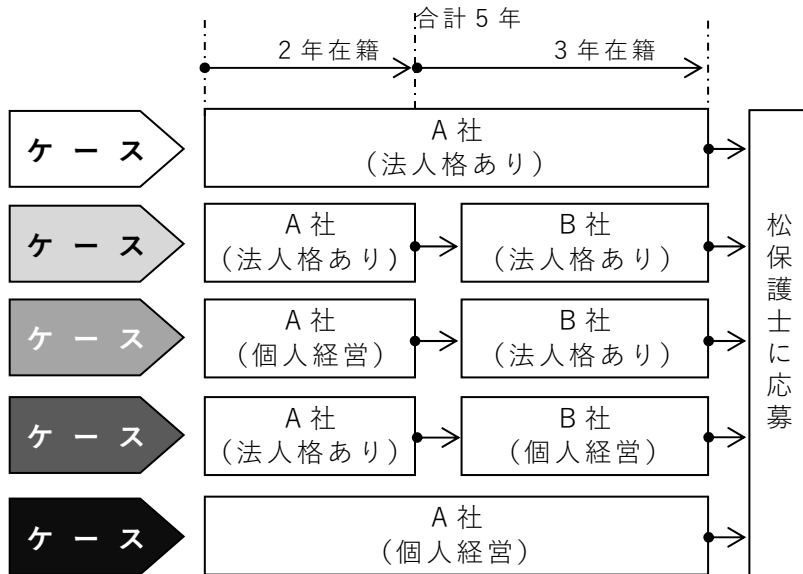 合計5年
2年在籍
3年在籍
ケース
A社
(法人格あり)
ケース
A社
(法人格あり)
B社
(法人格あり)
ケース
A社
(個人経営)
B社
(法人格あり)
ケース
A社
(法人格あり)
B社
(個人経営)
ケース
A社
(個人経営)
松保護士に応募